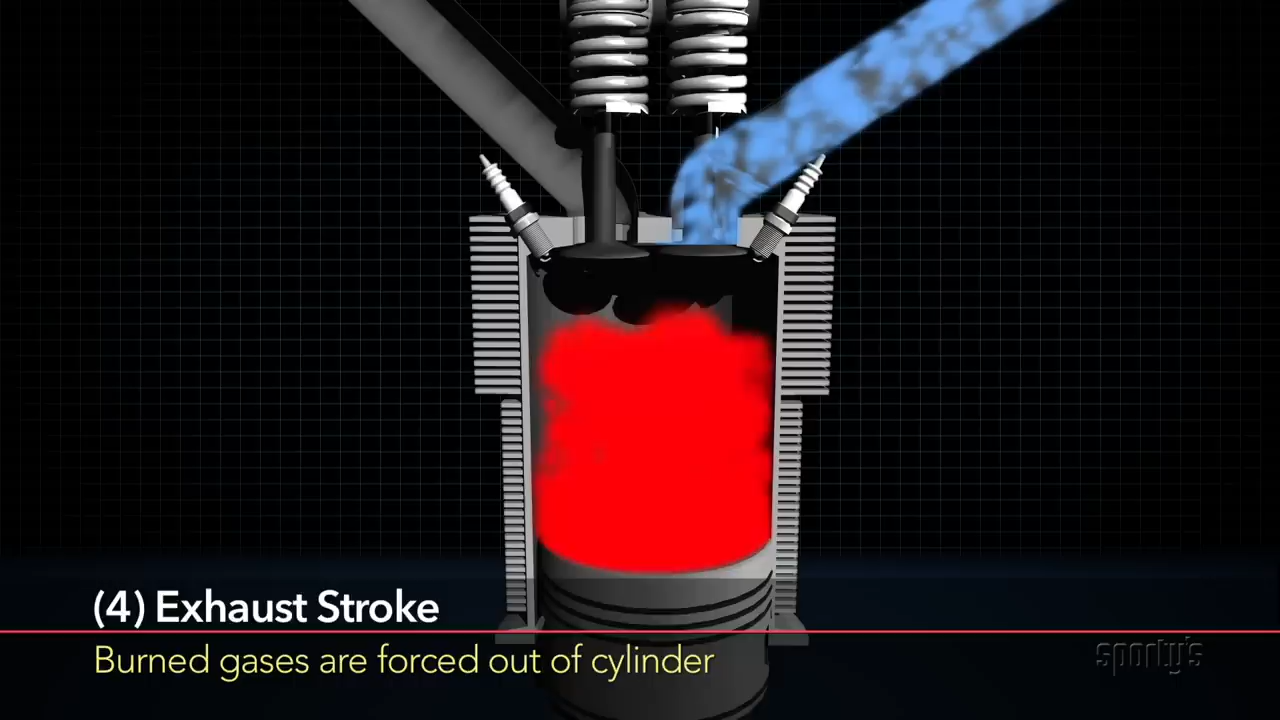 (4) Exhaust Stroke
Burned gases are forced out of cylinder
sporty's